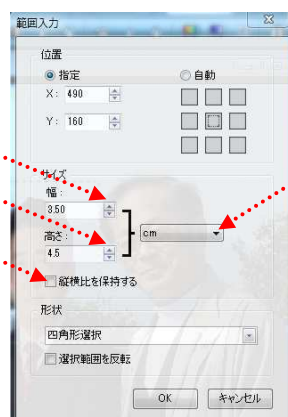 範囲入力
位置
指定
自動
X: 490
Y: 160
サイズ
幅:
3.50
高さ:
4.5
cm
縦横比を保持する
形状
四角形選択
選択範囲を反転
OK
キャンセル